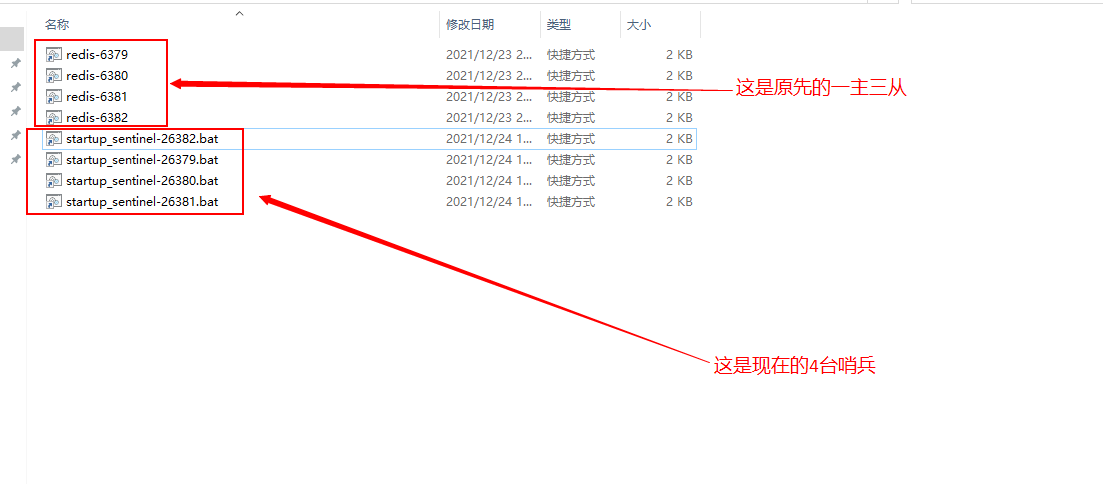 名称 修改日期 类型 大小
redis-6379 2021/12/23 2... 快捷方式 2 KB
redis-6380 2021/12/23 2... 快捷方式 2 KB
这是原先的一主三从
redis-6381 2021/12/23 2... 快捷方式 2 KB
redis-6382 2021/12/23 2... 快捷方式 2 KB
startup_sentinel-26382.bat 2021/12/24 1... 快捷方式 2 KB
startup_sentinel-26379.bat 2021/12/24 1... 快捷方式 2 KB
startup_sentinel-26380.bat 2021/12/24 1... 快捷方式 2 KB
startup_sentinel-26381.bat 2021/12/24 1... 快捷方式 2 KB
这是现在的4台哨兵